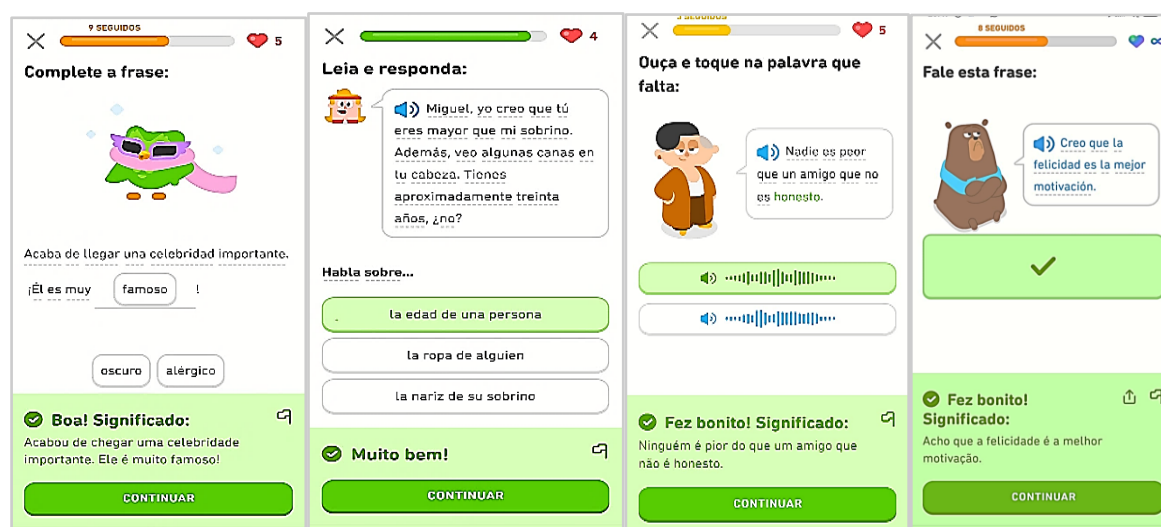 9 SEGUIDOS
5
Complete a frase:
Acaba de llegar una celebridad importante.
¡Él es muy famoso !
oscuro alérgico
Boa! Significado:
Acabou de chegar uma celebridade
importante. Ele é muito famoso!
CONTINUAR
4
Leia e responda:
Miguel, yo creo que tú
eres mayor que mi sobrino.
Además, veo algunas canas en
tu cabeza. Tienes
aproximadamente treinta
años, ¿no?
Habla sobre...
la edad de una persona
la ropa de alguien
la nariz de su sobrino
Muito bem!
CONTINUAR
SEGUIDOS
5
Ouça e toque na palavra que
falta:
Nadie es peor
que un amigo que no
es honesto.
Fez bonito! Significado:
Ninguém é pior do que um amigo que
não é honesto.
CONTINUAR
8 SEGUIDOS
∞
Fale esta frase:
Creo que la
felicidad es la mejor
motivación.
Fez bonito!
Significado:
Acho que a felicidade é a melhor
motivação.
CONTINUAR